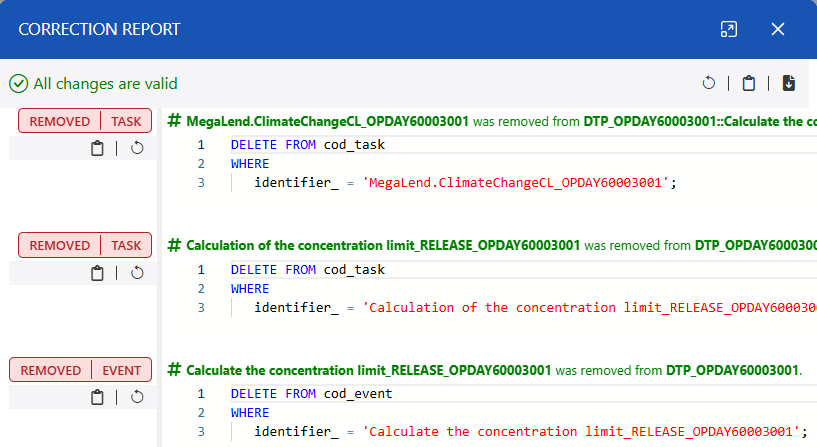 CORRECTION REPORT
All changes are valid
REMOVED TASK
# MegaLend.ClimateChangeCL_OPDAY60003001 was removed from DTP_OPDAY60003001::Calculate the co
1 DELETE FROM cod_task
2 WHERE
3 identifier_ = 'MegaLend.ClimateChangeCL_OPDAY60003001';
REMOVED TASK
# Calculation of the concentration limit_RELEASE_OPDAY60003001 was removed from DTP_OPDAY6000300
1 DELETE FROM cod_task
2 WHERE
3 identifier_ = 'Calculation of the concentration limit_RELEASE_OPDAY6000300
REMOVED EVENT
# Calculate the concentration limit_RELEASE_OPDAY60003001 was removed from DTP_OPDAY60003001.
1 DELETE FROM cod_event
2 WHERE
3 identifier_ = 'Calculate the concentration limit_RELEASE_OPDAY60003001';